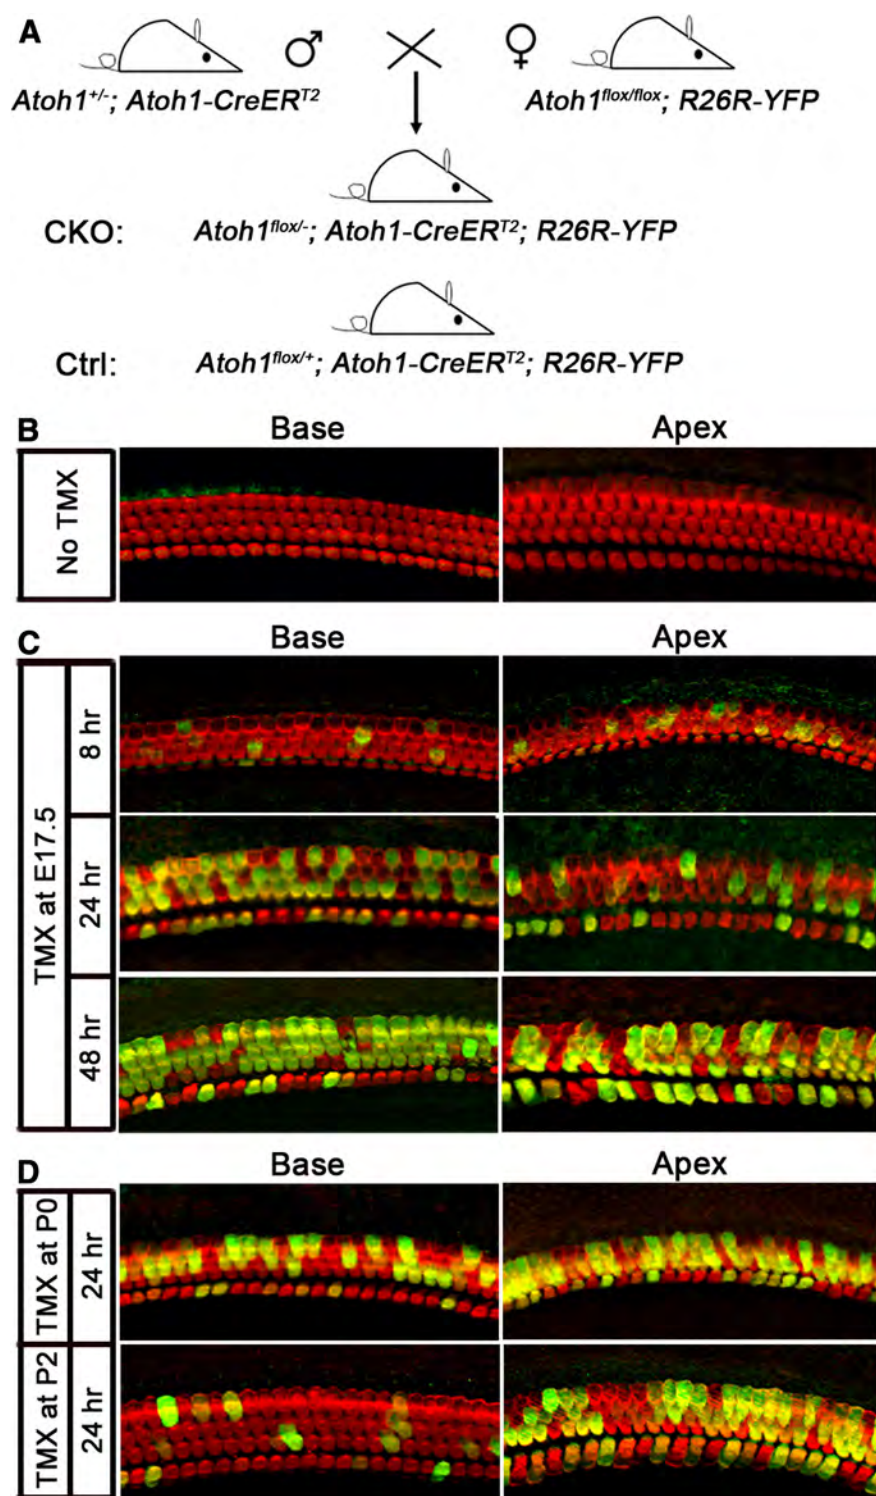 A
♂ ♀
Atoh1+/-; Atoh1-CreERT2
Atoh1flox/flox; R26R-YFP
CKO: Atoh1flox/-; Atoh1-CreERT2; R26R-YFP
Ctrl: Atoh1flox/+; Atoh1-CreERT2; R26R-YFP
B
Base Apex
No TMX
C
Base Apex
TMX at E17.5
8 hr
24 hr
48 hr
D
Base Apex
TMX at P0
24 hr
TMX at P2
24 hr